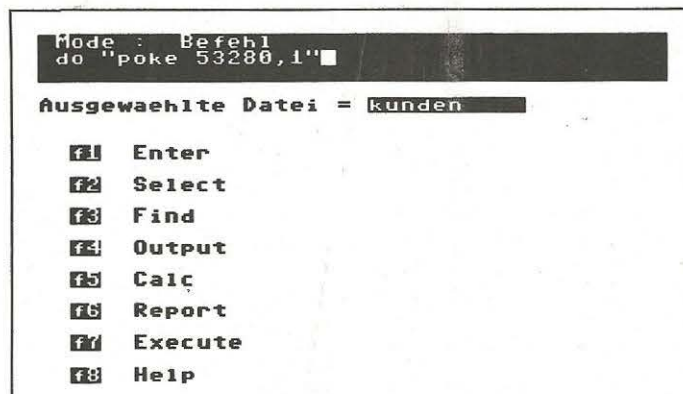 Mode : Befehl
do "poke 53280,1"
Ausgewaehlte Datei = kunden
f1 Enter
f2 Select
f3 Find
f4 Output
f5 Calc
f6 Report
f7 Execute
f8 Help